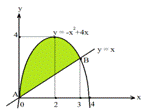 y
y = -x²+4x
4
y = x
B
A
0
2
3
4
x